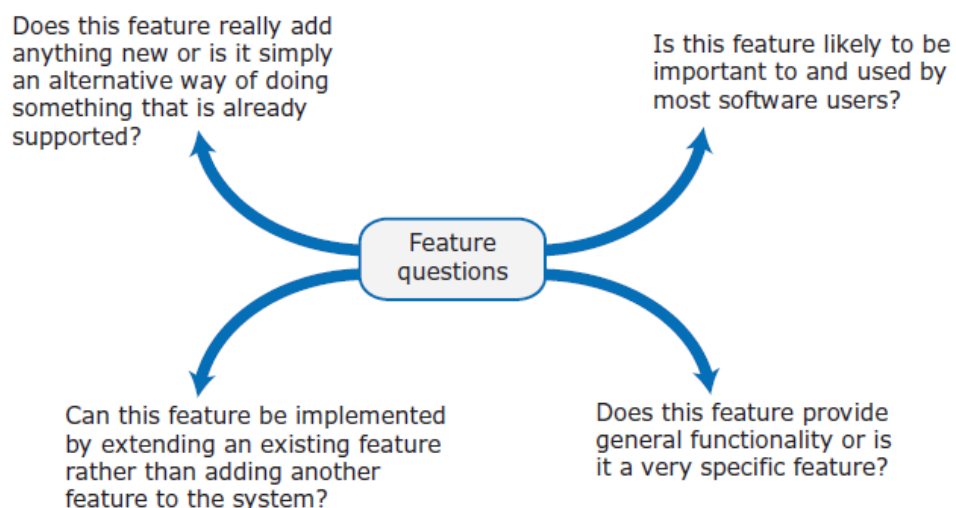 Does this feature really add
anything new or is it simply
an alternative way of doing
something that is already
supported?
Is this feature likely to be
important to and used by
most software users?
Feature
questions
Can this feature be implemented
by extending an existing feature
rather than adding another
feature to the system?
Does this feature provide
general functionality or is
it a very specific feature?